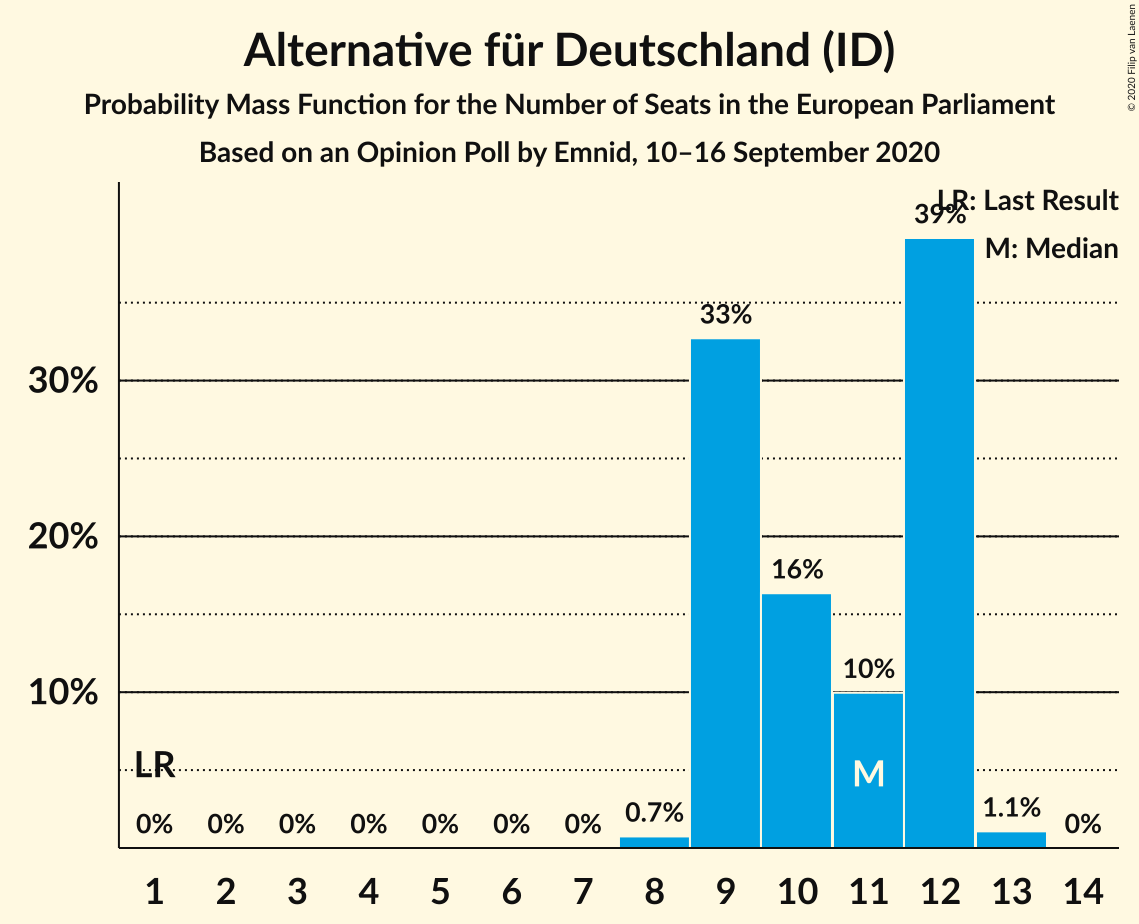 Alternative für Deutschland (ID)
Probability Mass Function for the Number of Seats in the European Parliament
Based on an Opinion Poll by Emnid, 10–16 September 2020
© 2020 Filip van Laenen
LR: Last Result
M: Median
39%
33%
30%
20%
16%
10%
10%
LR
M
0% 0% 0% 0% 0% 0% 0% 0.7% 1.1% 0%
1 2 3 4 5 6 7 8 9 10 11 12 13 14